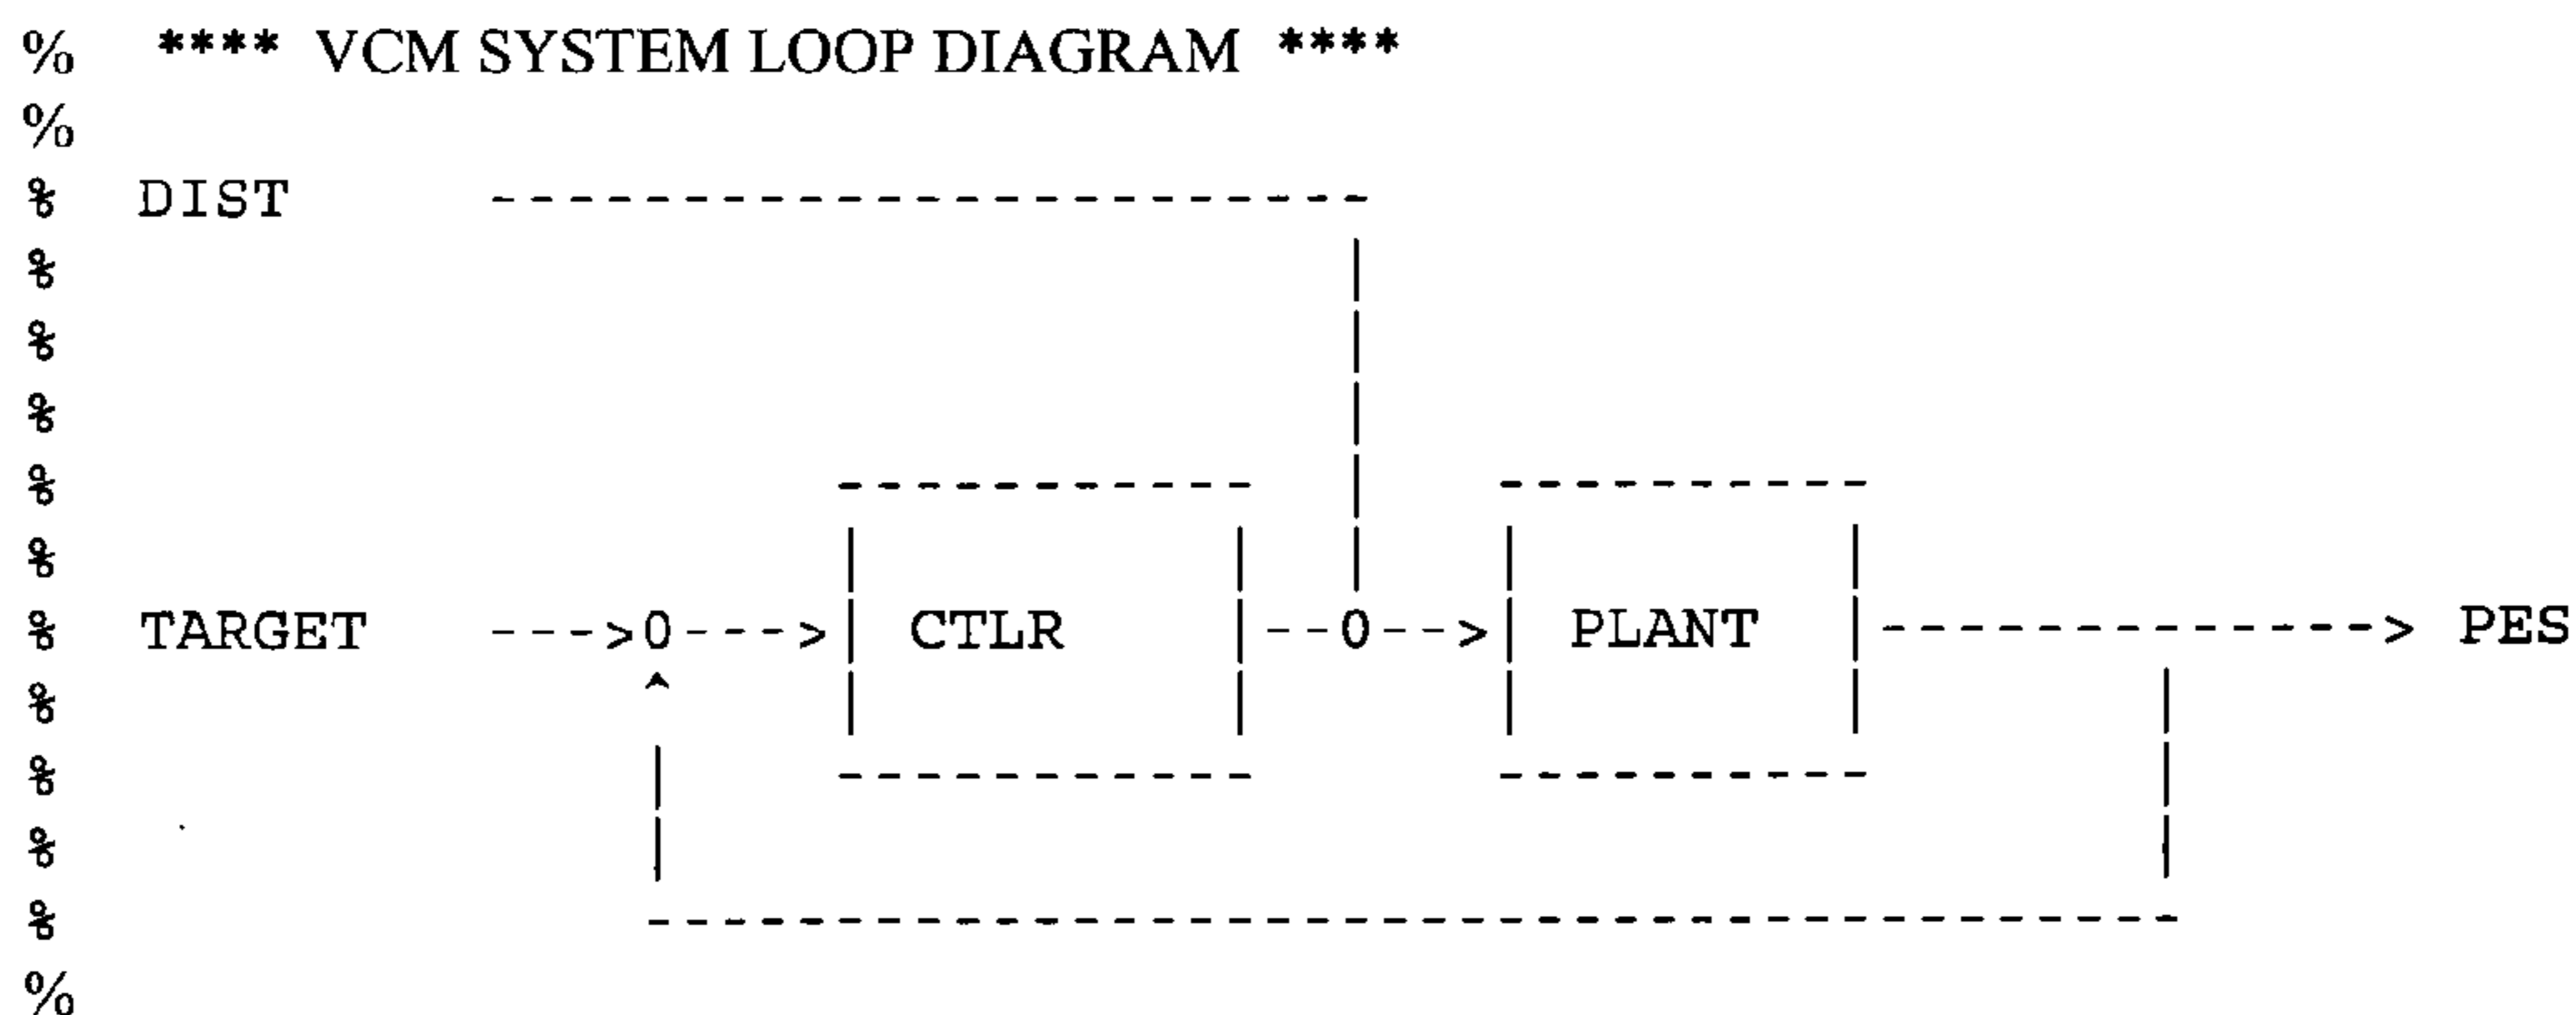 % **** VCM SYSTEM LOOP DIAGRAM ****
%
% DIST -----------------------
% |
% |
% |
% ----------- | ----------
% | | | | |
% TARGET --->0---->| CTLR |--0-->| PLANT |-------------> PES
% ^ | | | | |
% | ----------- ---------- |
% | |
% ----------------------------------------
%